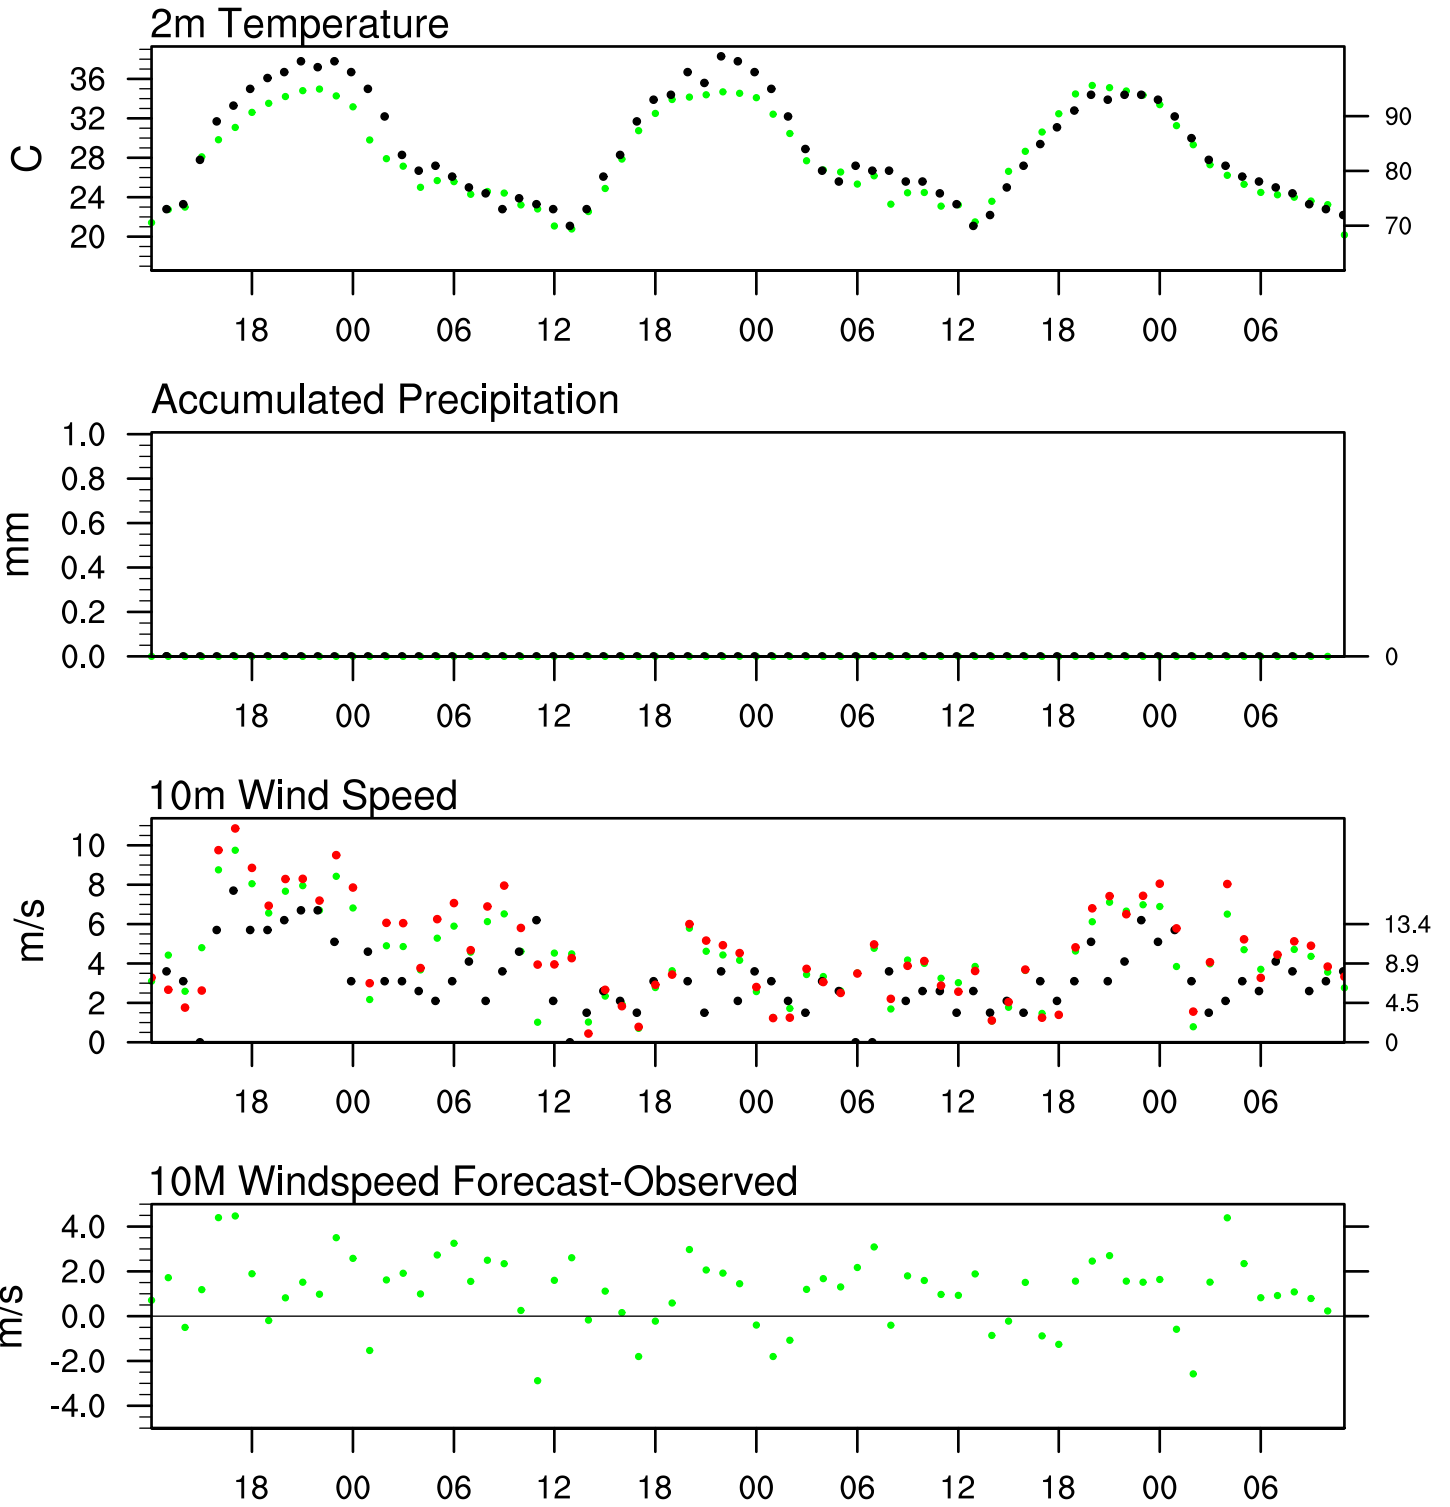 2m Temperature
36
32
28
24
20
C
90
80
70
18 00 06 12 18 00 06 12 18 00 06
Accumulated Precipitation
1.0
0.8
0.6
0.4
0.2
0.0
mm
0
18 00 06 12 18 00 06 12 18 00 06
10m Wind Speed
10
8
6
4
2
0
m/s
13.4
8.9
4.5
0
18 00 06 12 18 00 06 12 18 00 06
10M Windspeed Forecast-Observed
4.0
2.0
0.0
-2.0
-4.0
m/s
18 00 06 12 18 00 06 12 18 00 06